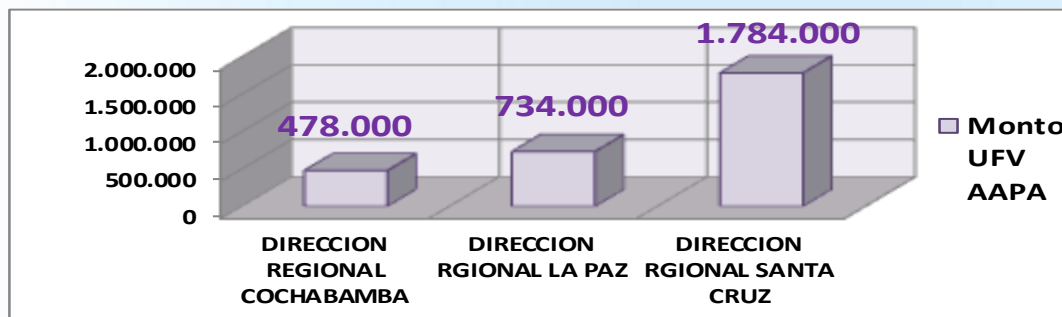 1.784.000
734.000
478.000
2.000.000
1.500.000
1.000.000
500.000
0
DIRECCION
REGIONAL
COCHABAMBA
DIRECCION
RGIONAL LA PAZ
DIRECCION
RGIONAL SANTA
CRUZ
Monto
UFV
AAPA